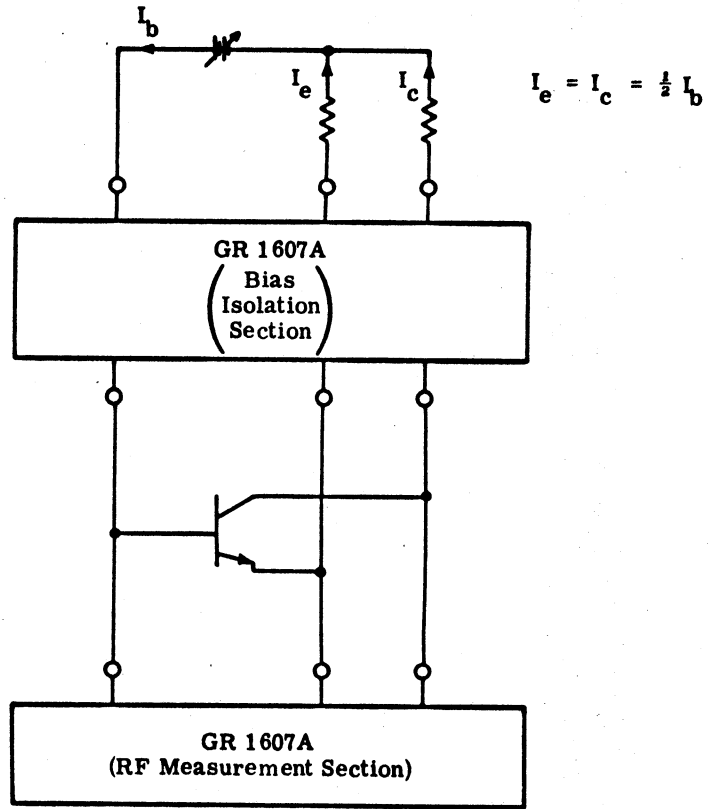 I_b
I_e
I_c
I_e = I_c = ½ I_b
GR 1607A
(Bias
Isolation
Section)
GR 1607A
(RF Measurement Section)